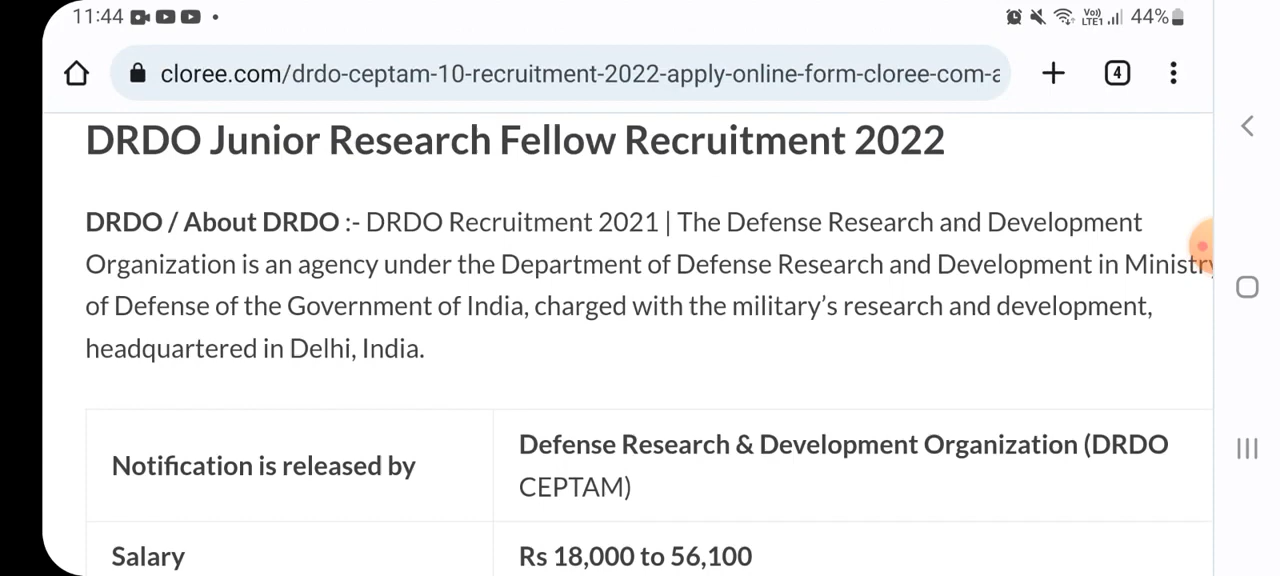 11:44
Vo)) LTE1 44%
cloree.com/drdo-ceptam-10-recruitment-2022-apply-online-form-cloree-com-a
4
DRDO Junior Research Fellow Recruitment 2022
DRDO / About DRDO :- DRDO Recruitment 2021 | The Defense Research and Development
Organization is an agency under the Department of Defense Research and Development in Ministry
of Defense of the Government of India, charged with the military’s research and development,
headquartered in Delhi, India.
Notification is released by
Defense Research & Development Organization (DRDO
CEPTAM)
Salary
Rs 18,000 to 56,100